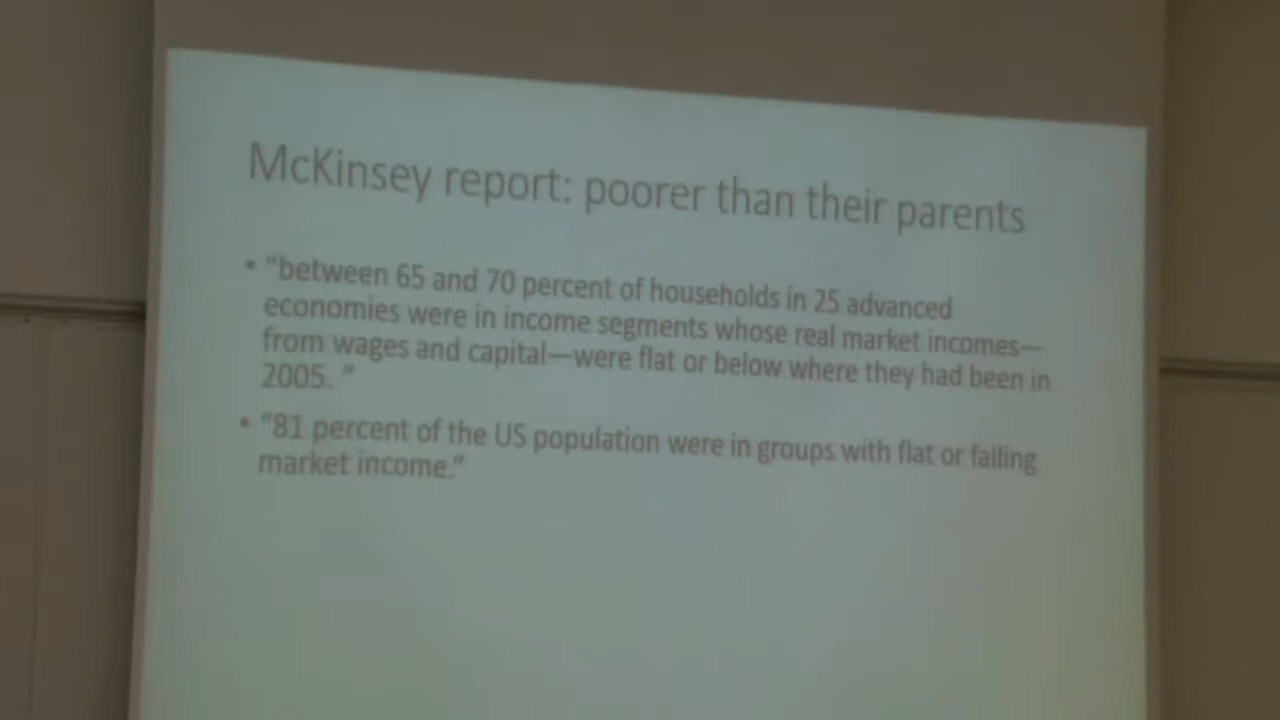 McKinsey report: poorer than their parents
• "between 65 and 70 percent of households in 25 advanced
economies were in income segments whose real market incomes—
from wages and capital—were flat or below where they had been in
2005. "
• "81 percent of the US population were in groups with flat or falling
market income."